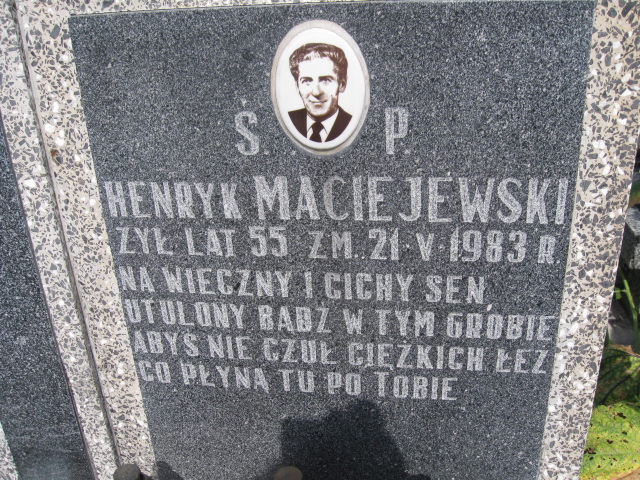 Ś. P.
HENRYK MACIEJEWSKI
ŻYŁ LAT 55 ZM. 21·V·1983 R.
NA WIECZNY I CICHY SEN,
UTULONY BĄDŹ W TYM GROBIE
ABYŚ NIE CZUŁ CIĘŻKICH ŁEZ
CO PŁYNĄ TU PO TOBIE